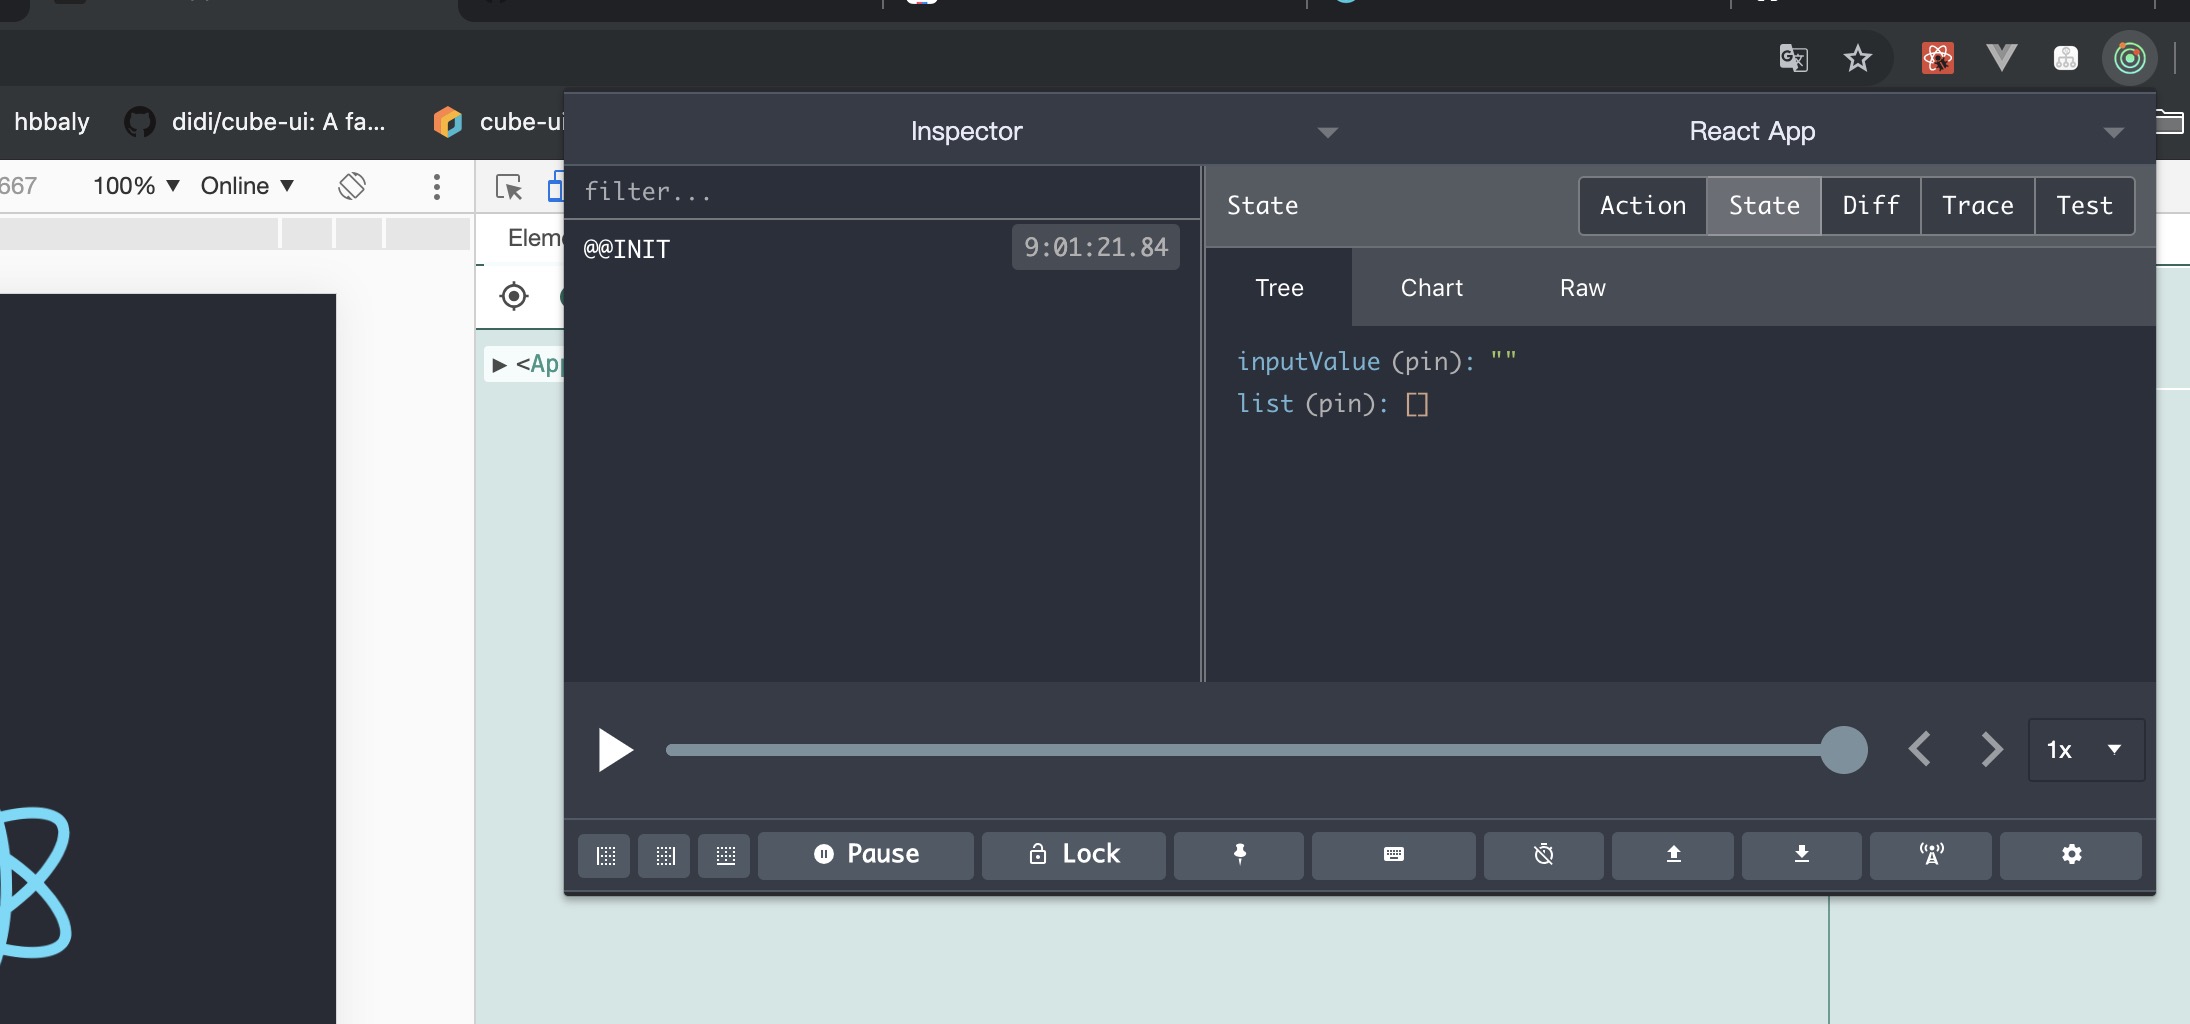 hbbaly didi/cube-ui: A fa... cube-ui
Inspector React App
667 100% Online
filter...
State Action State Diff Trace Test
Eleme
@@INIT 9:01:21.84
Tree Chart Raw
<App
inputValue (pin): ""
list (pin): []
1x
Pause Lock